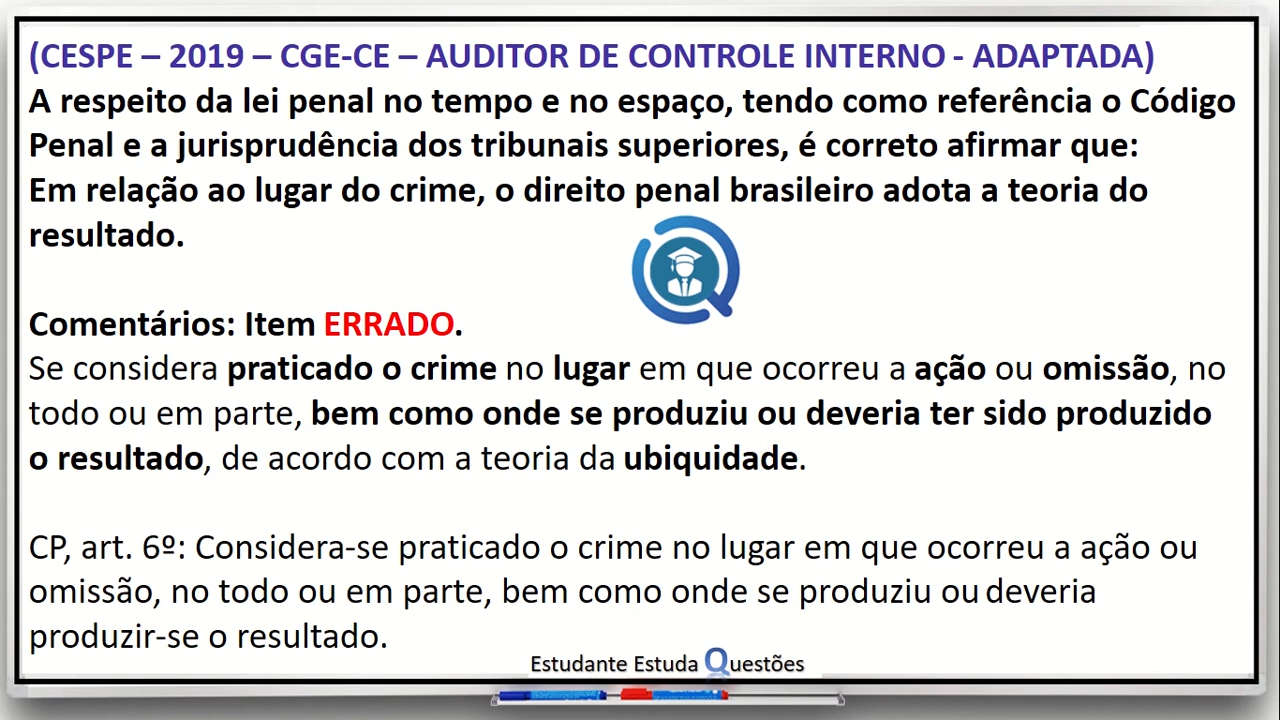 (CESPE – 2019 – CGE-CE – AUDITOR DE CONTROLE INTERNO - ADAPTADA)
A respeito da lei penal no tempo e no espaço, tendo como referência o Código
Penal e a jurisprudência dos tribunais superiores, é correto afirmar que:
Em relação ao lugar do crime, o direito penal brasileiro adota a teoria do
resultado.
Comentários: Item ERRADO.
Se considera praticado o crime no lugar em que ocorreu a ação ou omissão, no
todo ou em parte, bem como onde se produziu ou deveria ter sido produzido
o resultado, de acordo com a teoria da ubiquidade.
CP, art. 6º: Considera-se praticado o crime no lugar em que ocorreu a ação ou
omissão, no todo ou em parte, bem como onde se produziu ou deveria
produzir-se o resultado.
Estudante Estuda Questões